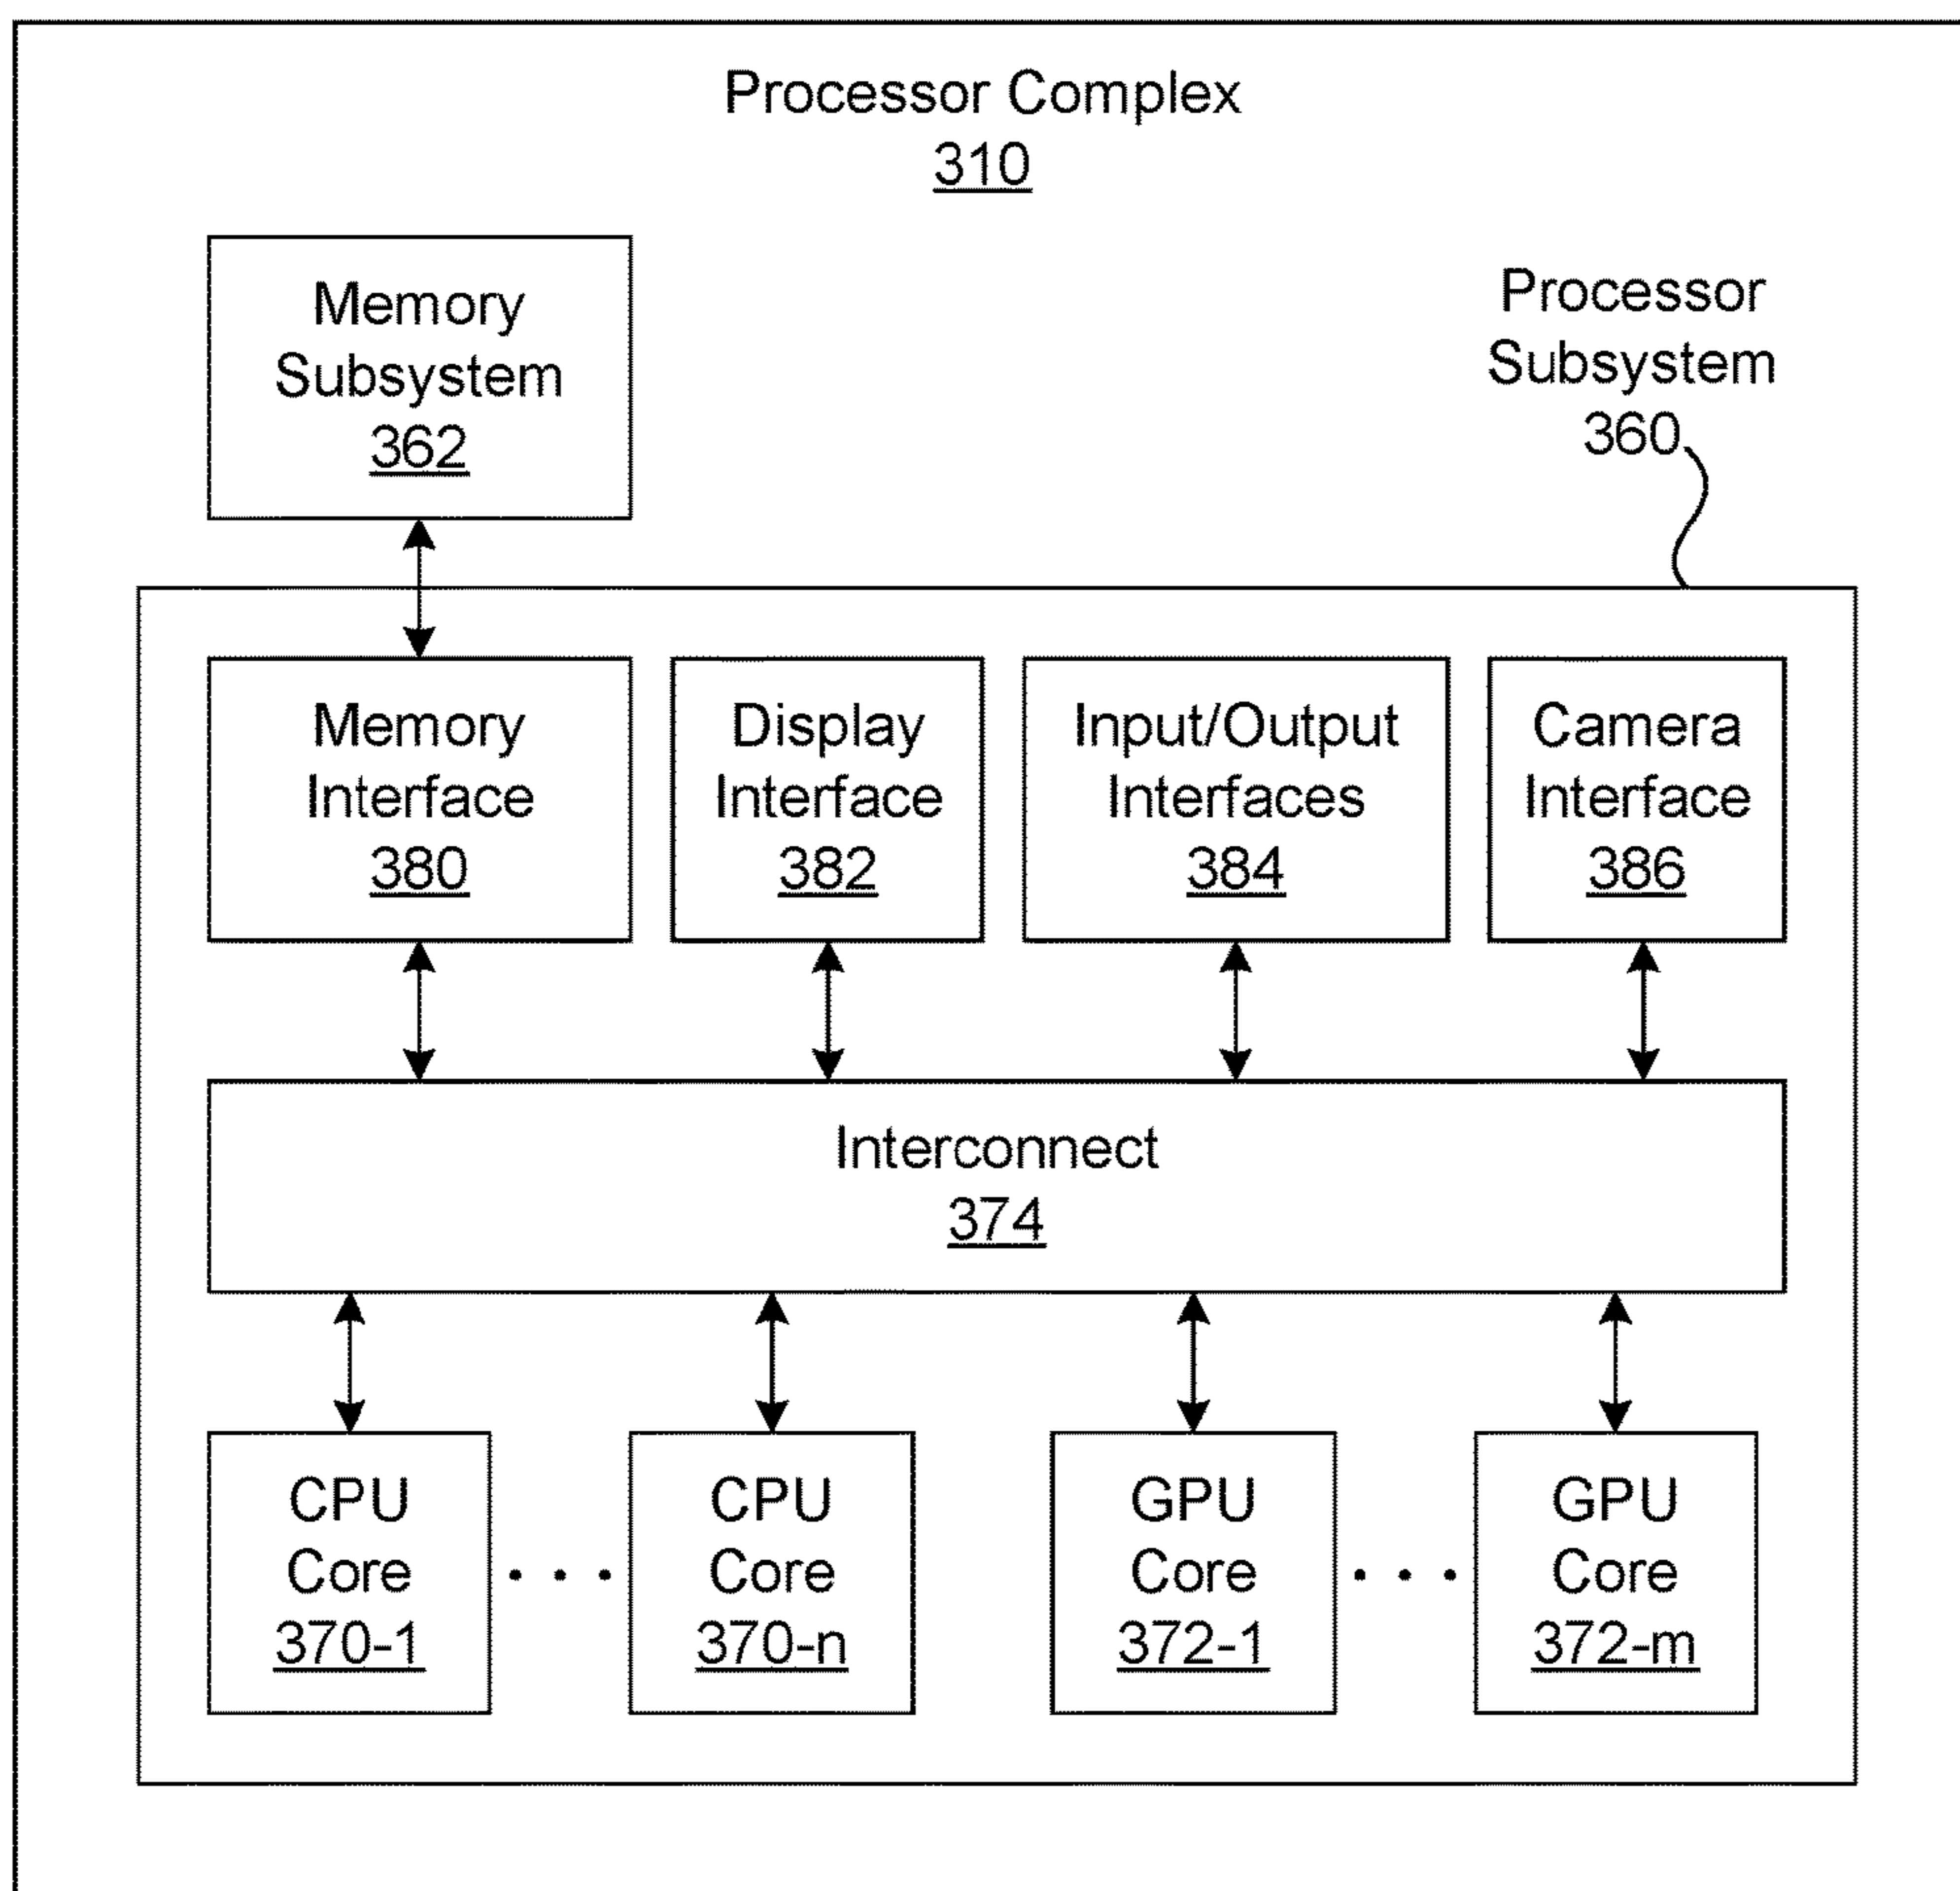 Processor Complex
310
Memory
Subsystem
362
Processor
Subsystem
360
Memory
Interface
380
Display
Interface
382
Input/Output
Interfaces
384
Camera
Interface
386
Interconnect
374
CPU
Core
370-1
. . .
CPU
Core
370-n
GPU
Core
372-1
. . .
GPU
Core
372-m